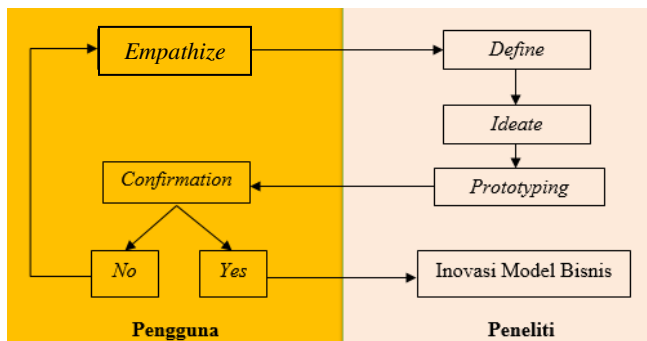 Empathize
Define
Ideate
Confirmation
Prototyping
No
Yes
Inovasi Model Bisnis
Pengguna
Peneliti